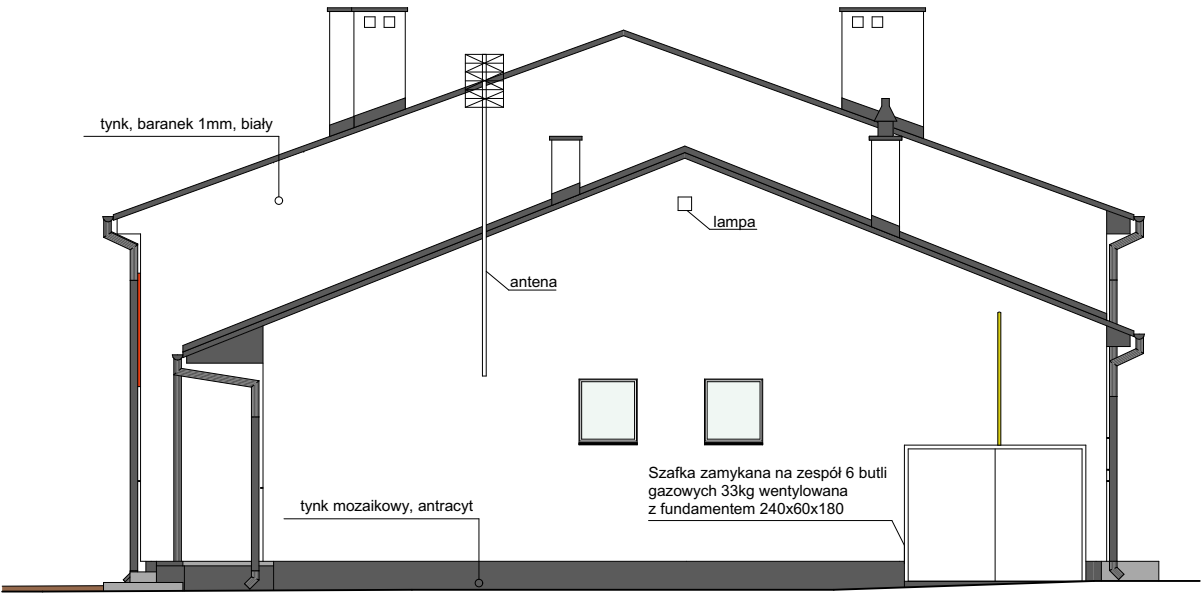 tynk, baranek 1mm, biały
lampa
antena
Szafka zamykana na zespół 6 butli
gazowych 33kg wentylowana
z fundamentem 240x60x180
tynk mozaikowy, antracyt